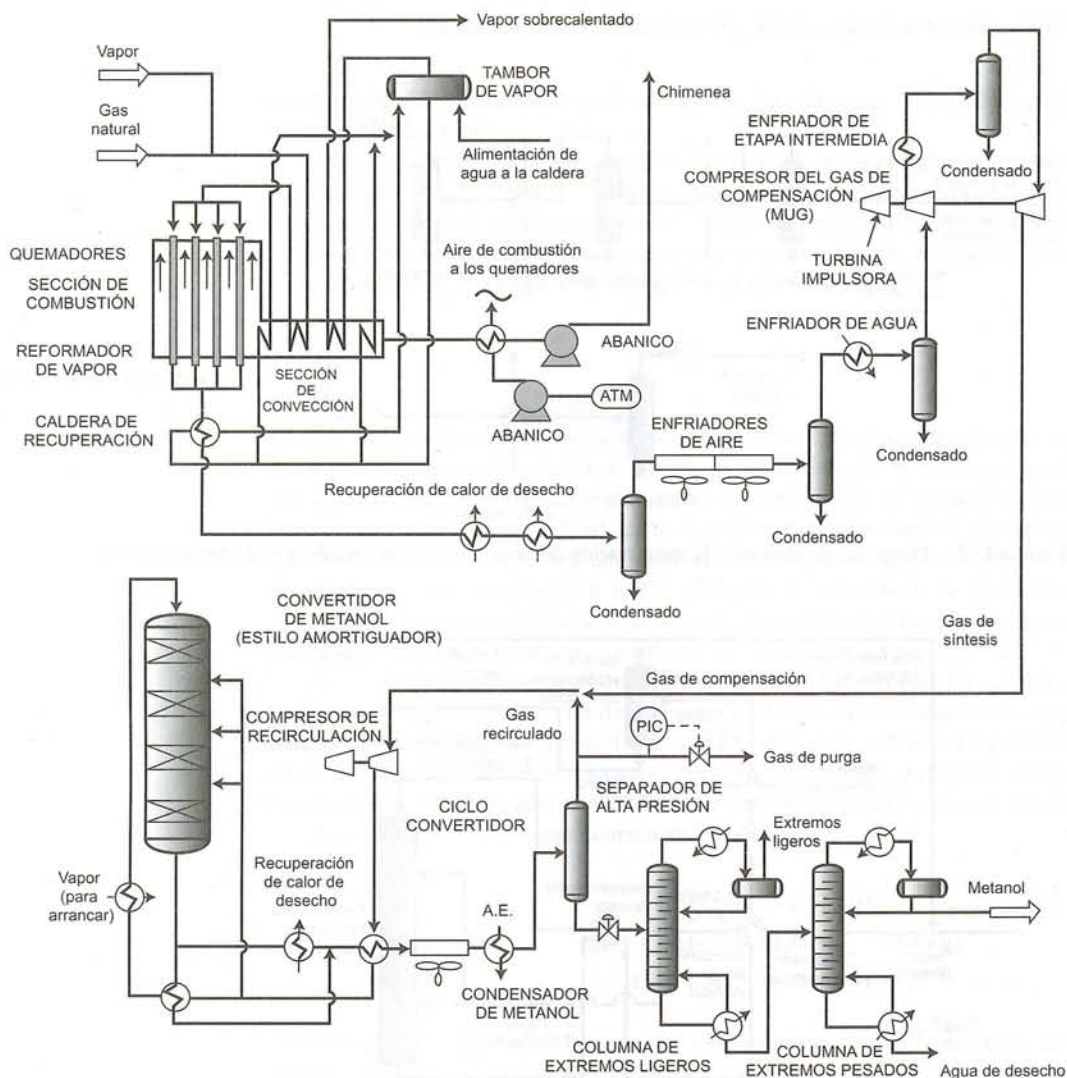 Vapor sobrecalentado
Vapor
Gas
natural
TAMBOR
DE VAPOR
Alimentación de
agua a la caldera
Chimenea
ENFRIADOR DE
ETAPA INTERMEDIA
Condensado
COMPRESOR DEL GAS DE
COMPENSACIÓN
(MUG)
TURBINA
IMPULSORA
QUEMADORES
SECCIÓN DE
COMBUSTIÓN
REFORMADOR
DE VAPOR
SECCIÓN
DE
CONVECCIÓN
Aire de combustión
a los quemadores
ABANICO
ABANICO
ATM
CALDERA DE
RECUPERACIÓN
ENFRIADOR DE AGUA
ENFRIADORES
DE AIRE
Condensado
Condensado
Recuperación de calor de desecho
Condensado
Gas de
síntesis
CONVERTIDOR
DE METANOL
(ESTILO AMORTIGUADOR)
Gas de compensación
COMPRESOR DE
RECIRCULACIÓN
Gas
recirculado
PIC
Gas de purga
SEPARADOR DE
ALTA PRESIÓN
CICLO
CONVERTIDOR
Extremos
ligeros
Recuperación
de calor de
desecho
Vapor
(para
arrancar)
A.E.
Metanol
CONDENSADOR
DE METANOL
COLUMNA DE
EXTREMOS LIGEROS
COLUMNA DE
EXTREMOS PESADOS
Agua de desecho